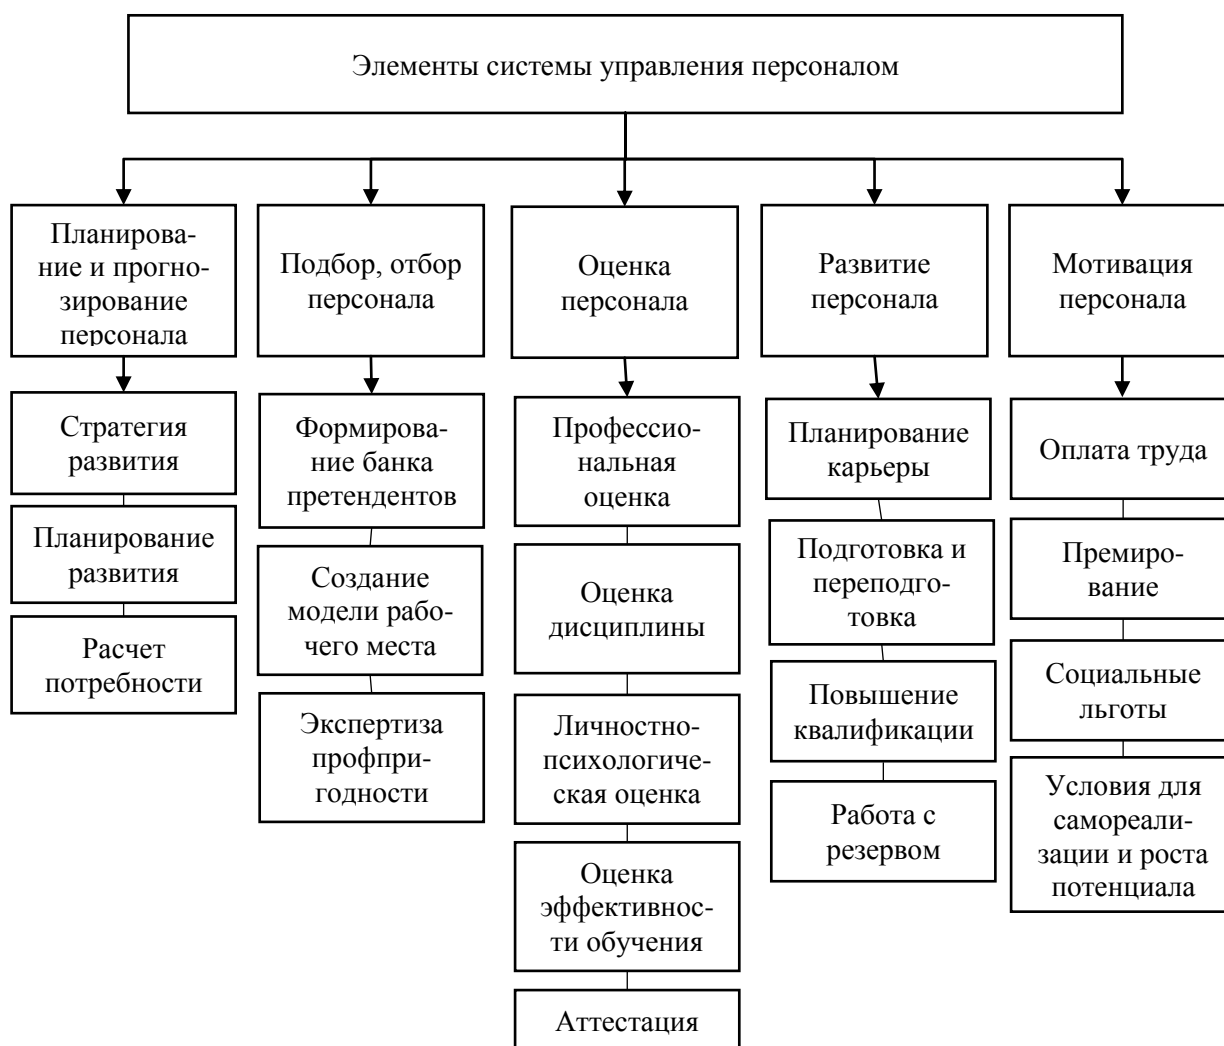 Элементы системы управления персоналом
Планирова-
ние и прогно-
зирование
персонала
Подбор, отбор
персонала
Оценка
персонала
Развитие
персонала
Мотивация
персонала
Стратегия
развития
Планирование
развития
Расчет
потребности
Формирова-
ние банка
претендентов
Создание
модели рабо-
чего места
Экспертиза
профпри-
годности
Профессио-
нальная
оценка
Оценка
дисциплины
Личностно-
психологиче-
ская оценка
Оценка
эффективнос-
ти обучения
Аттестация
Планирование
карьеры
Подготовка и
переподго-
товка
Повышение
квалификации
Работа с
резервом
Оплата труда
Премиро-
вание
Социальные
льготы
Условия для
самореали-
зации и роста
потенциала